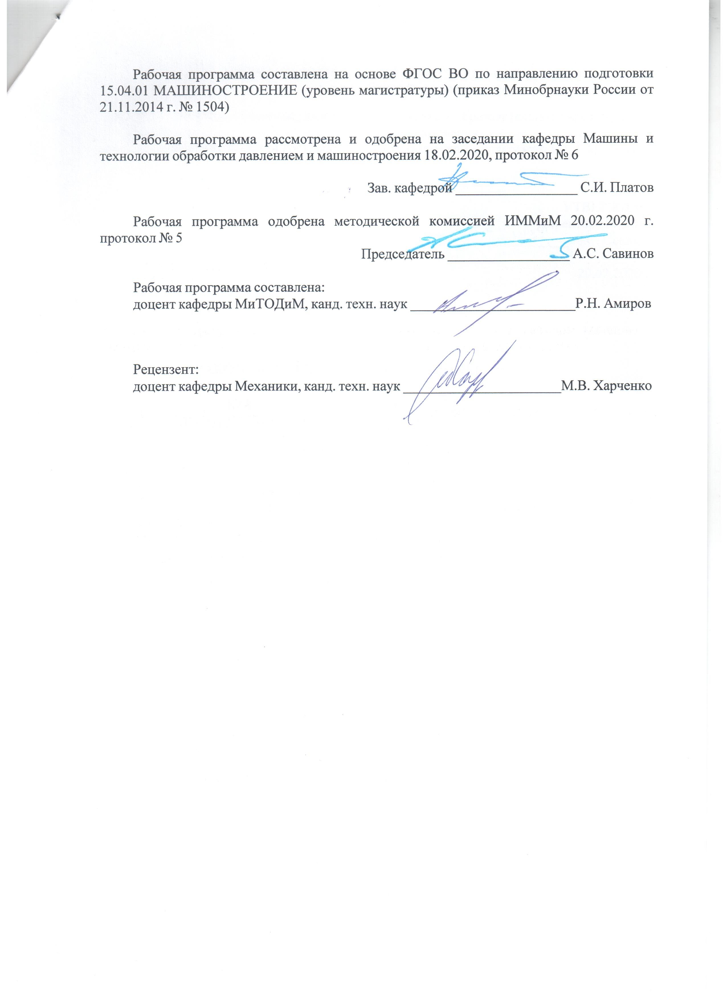 Рабочая программа составлена на основе ФГОС ВО по направлению подготовки
15.04.01 МАШИНОСТРОЕНИЕ (уровень магистратуры) (приказ Минобрнауки России от
21.11.2014 г. № 1504)
Рабочая программа рассмотрена и одобрена на заседании кафедры Машины и
технологии обработки давлением и машиностроения 18.02.2020, протокол № 6
Зав. кафедрой _________________ С.И. Платов
Рабочая программа одобрена методической комиссией ИММиМ 20.02.2020 г.
протокол № 5
Председатель _________________ А.С. Савинов
Рабочая программа составлена:
доцент кафедры МиТОДиМ, канд. техн. наук _______________________Р.Н. Амиров
Рецензент:
доцент кафедры Механики, канд. техн. наук ______________________М.В. Харченко